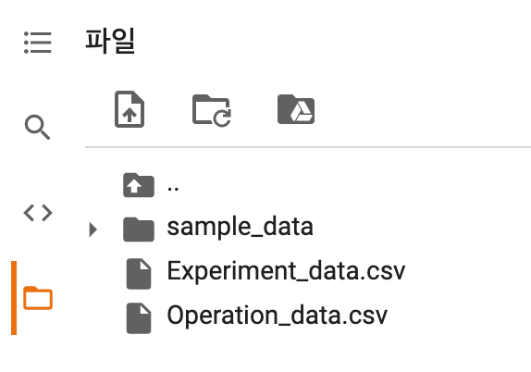 파일
..
sample_data
Experiment_data.csv
Operation_data.csv